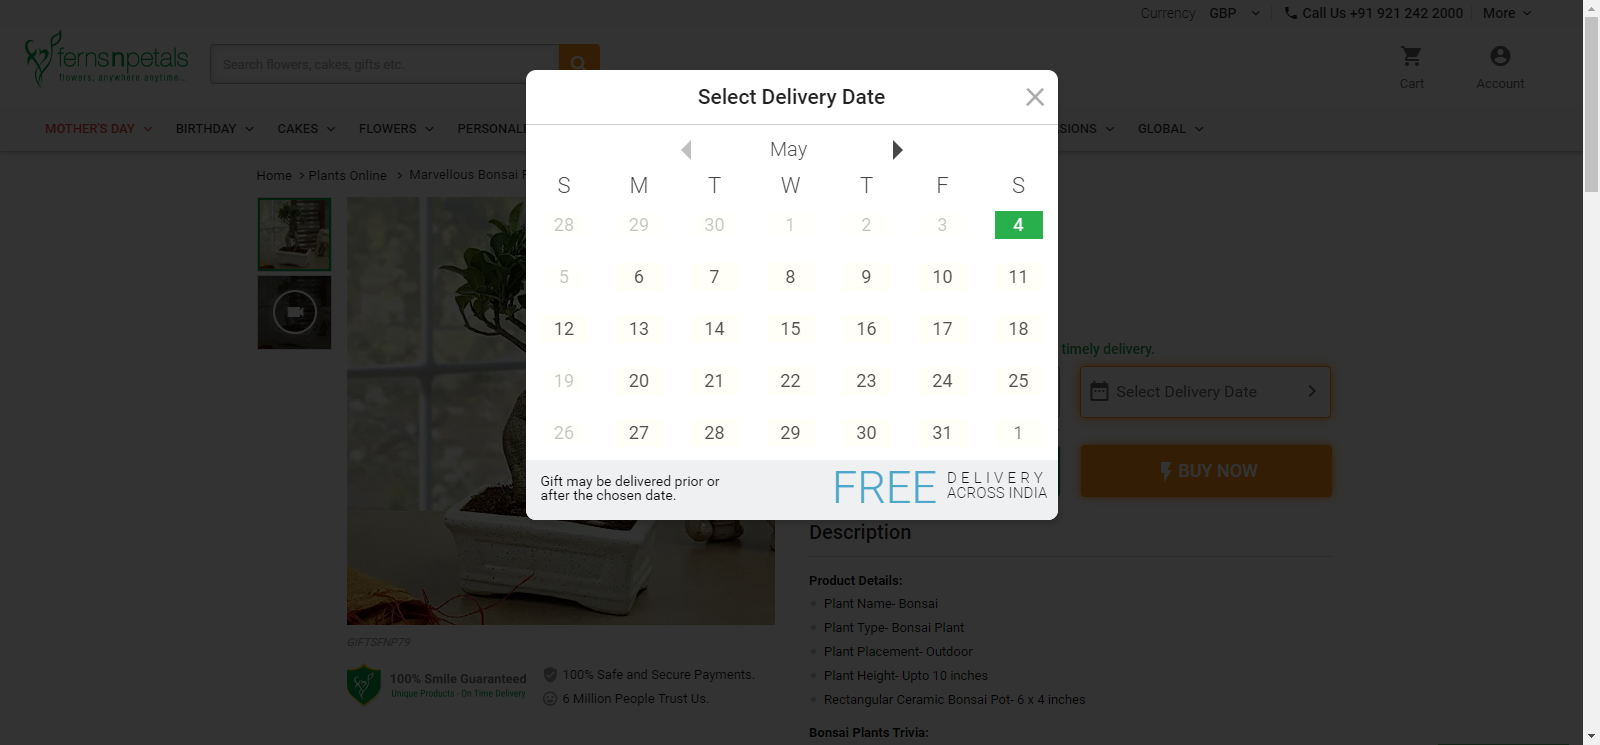 Currency GBP Call Us +91 921 242 2000 More
fernsnpetals
flowers, anywhere anytime..
Search flowers, cakes, gifts etc.
Cart Account
MOTHER'S DAY BIRTHDAY CAKES FLOWERS GLOBAL
Home > Plants Online > Marvellous Bonsai
Select Delivery Date
May
S M T W T F S
28 29 30 1 2 3 4
5 6 7 8 9 10 11
12 13 14 15 16 17 18
19 20 21 22 23 24 25
26 27 28 29 30 31 1
Gift may be delivered prior or
after the chosen date.
FREE DELIVERY
ACROSS INDIA
timely delivery.
Select Delivery Date
BUY NOW
Description
Product Details:
Plant Name- Bonsai
Plant Type- Bonsai Plant
Plant Placement- Outdoor
Plant Height- Upto 10 inches
Rectangular Ceramic Bonsai Pot- 6 x 4 inches
Bonsai Plants Trivia:
GIFTSFNP79
100% Smile Guaranteed
Unique Products - On Time Delivery
100% Safe and Secure Payments.
6 Million People Trust Us.